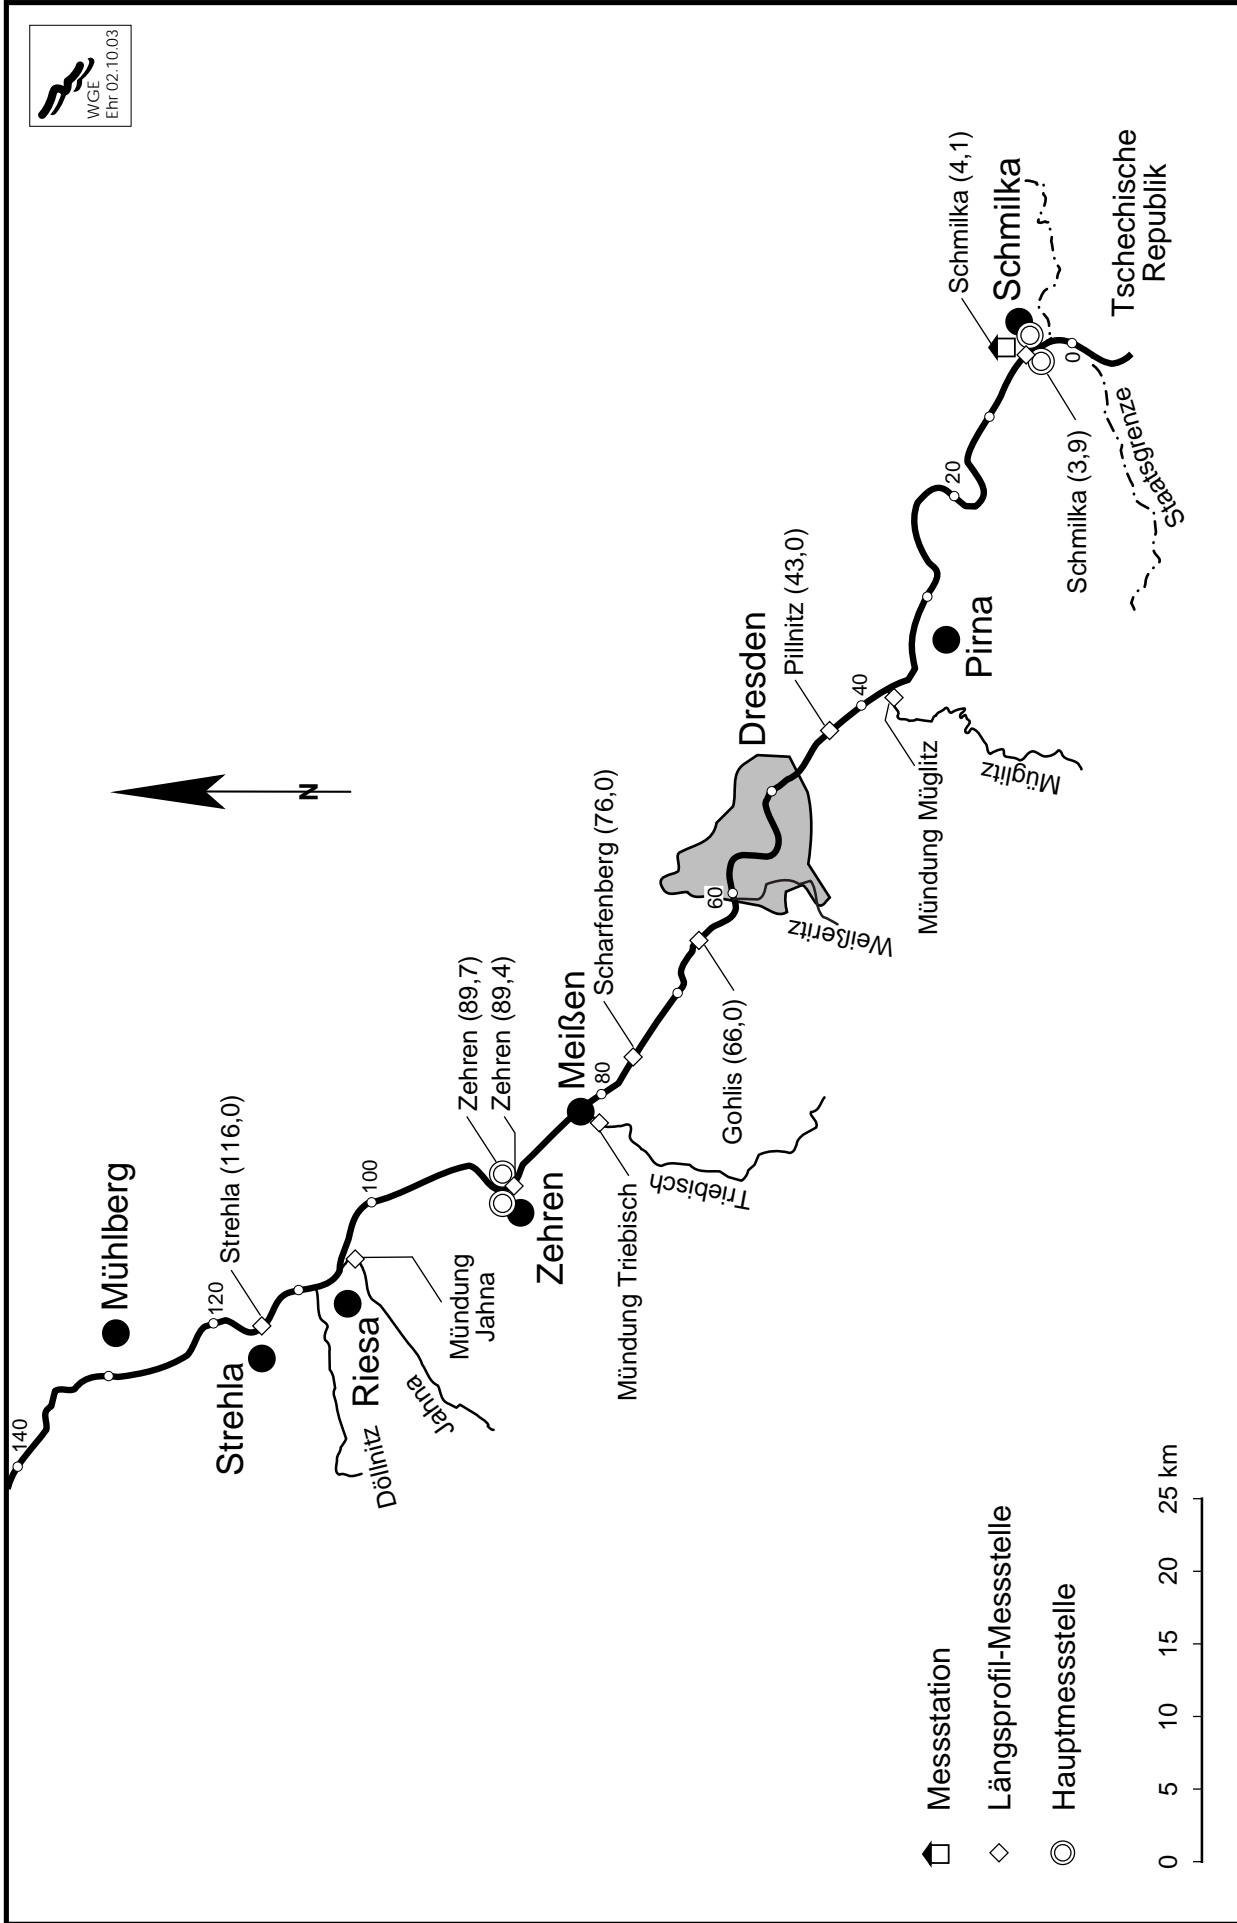 WGE
Ehr 02.10.03
N
140
Mühlberg
120
Strehla (116,0)
Strehla
Riesa
Döllnitz
Jahna
Mündung
Jahna
100
Zehren (89,7)
Zehren (89,4)
Zehren
Meißen
80
Scharfenberg (76,0)
Mündung Triebisch
Triebisch
Gohlis (66,0)
60
Weißeritz
Dresden
Pillnitz (43,0)
40
Mündung Müglitz
Müglitz
Pirna
20
Schmilka (4,1)
Schmilka
Schmilka (3,9)
0
Staatsgrenze
Tschechische
Republik
Messstation
Längsprofil-Messstelle
Hauptmessstelle
0 5 10 15 20 25 km